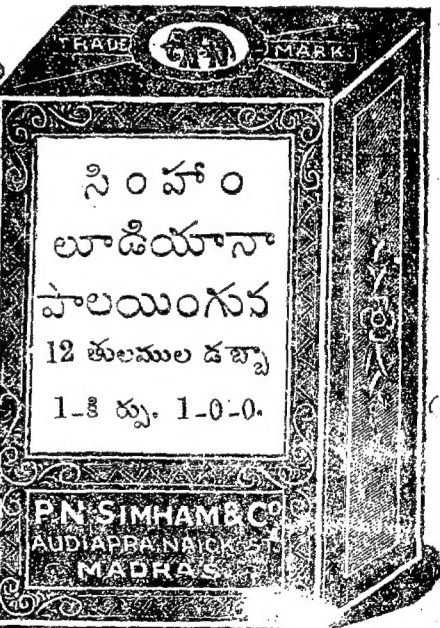 TRADE MARK
సింహాం
లూడియానా
పాలయింగువ
12 తులముల డబ్బా
1-కి ర్పు. 1-0-0.
P.N. SIMHAM & Co
AUDIAPPA NAICK ST.
MADRAS